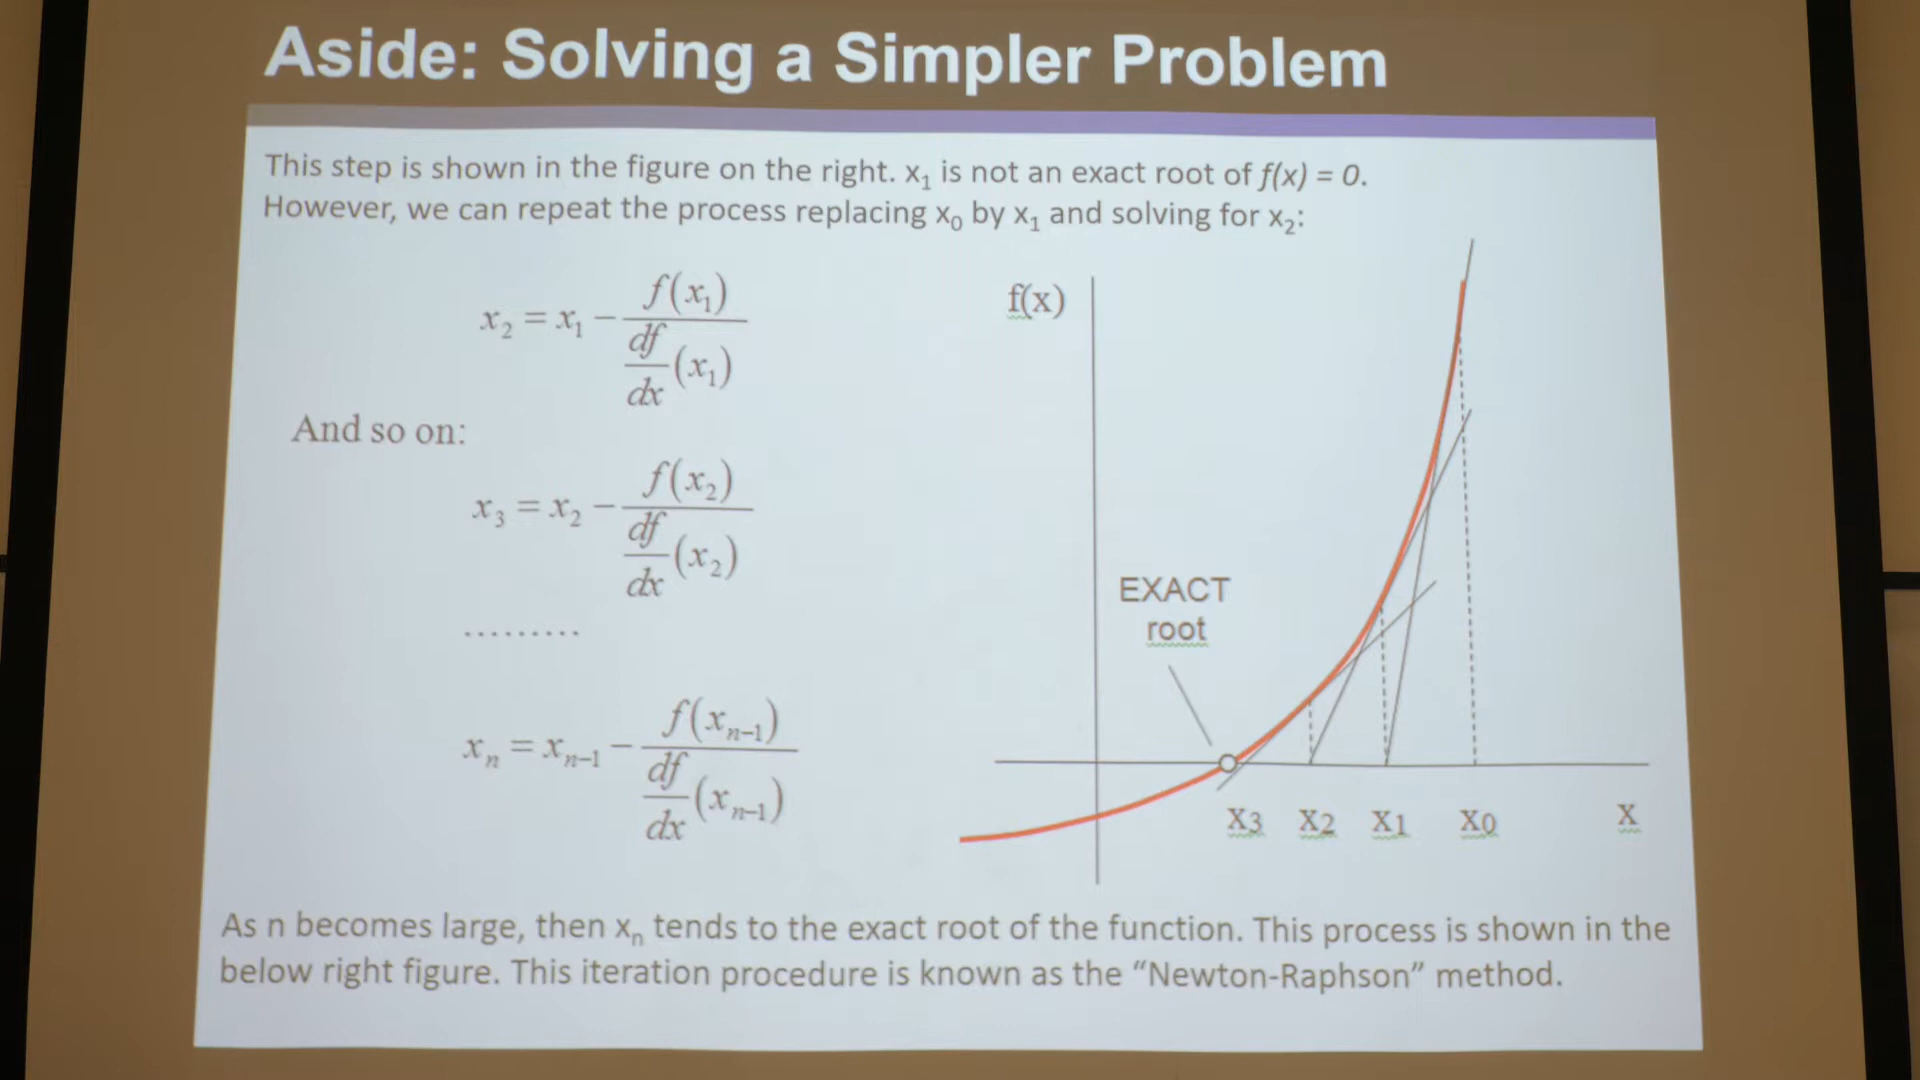 Aside: Solving a Simpler Problem
This step is shown in the figure on the right. x₁ is not an exact root of f(x) = 0.
However, we can repeat the process replacing x₀ by x₁ and solving for x₂:
x₂ = x₁ − f(x₁) / df/dx (x₁)
And so on:
x₃ = x₂ − f(x₂) / df/dx (x₂)
.........
xₙ = xₙ₋₁ − f(xₙ₋₁) / df/dx (xₙ₋₁)
f(x)
EXACT
root
X3 X2 X1 X0 X
As n becomes large, then xₙ tends to the exact root of the function. This process is shown in the
below right figure. This iteration procedure is known as the “Newton-Raphson” method.